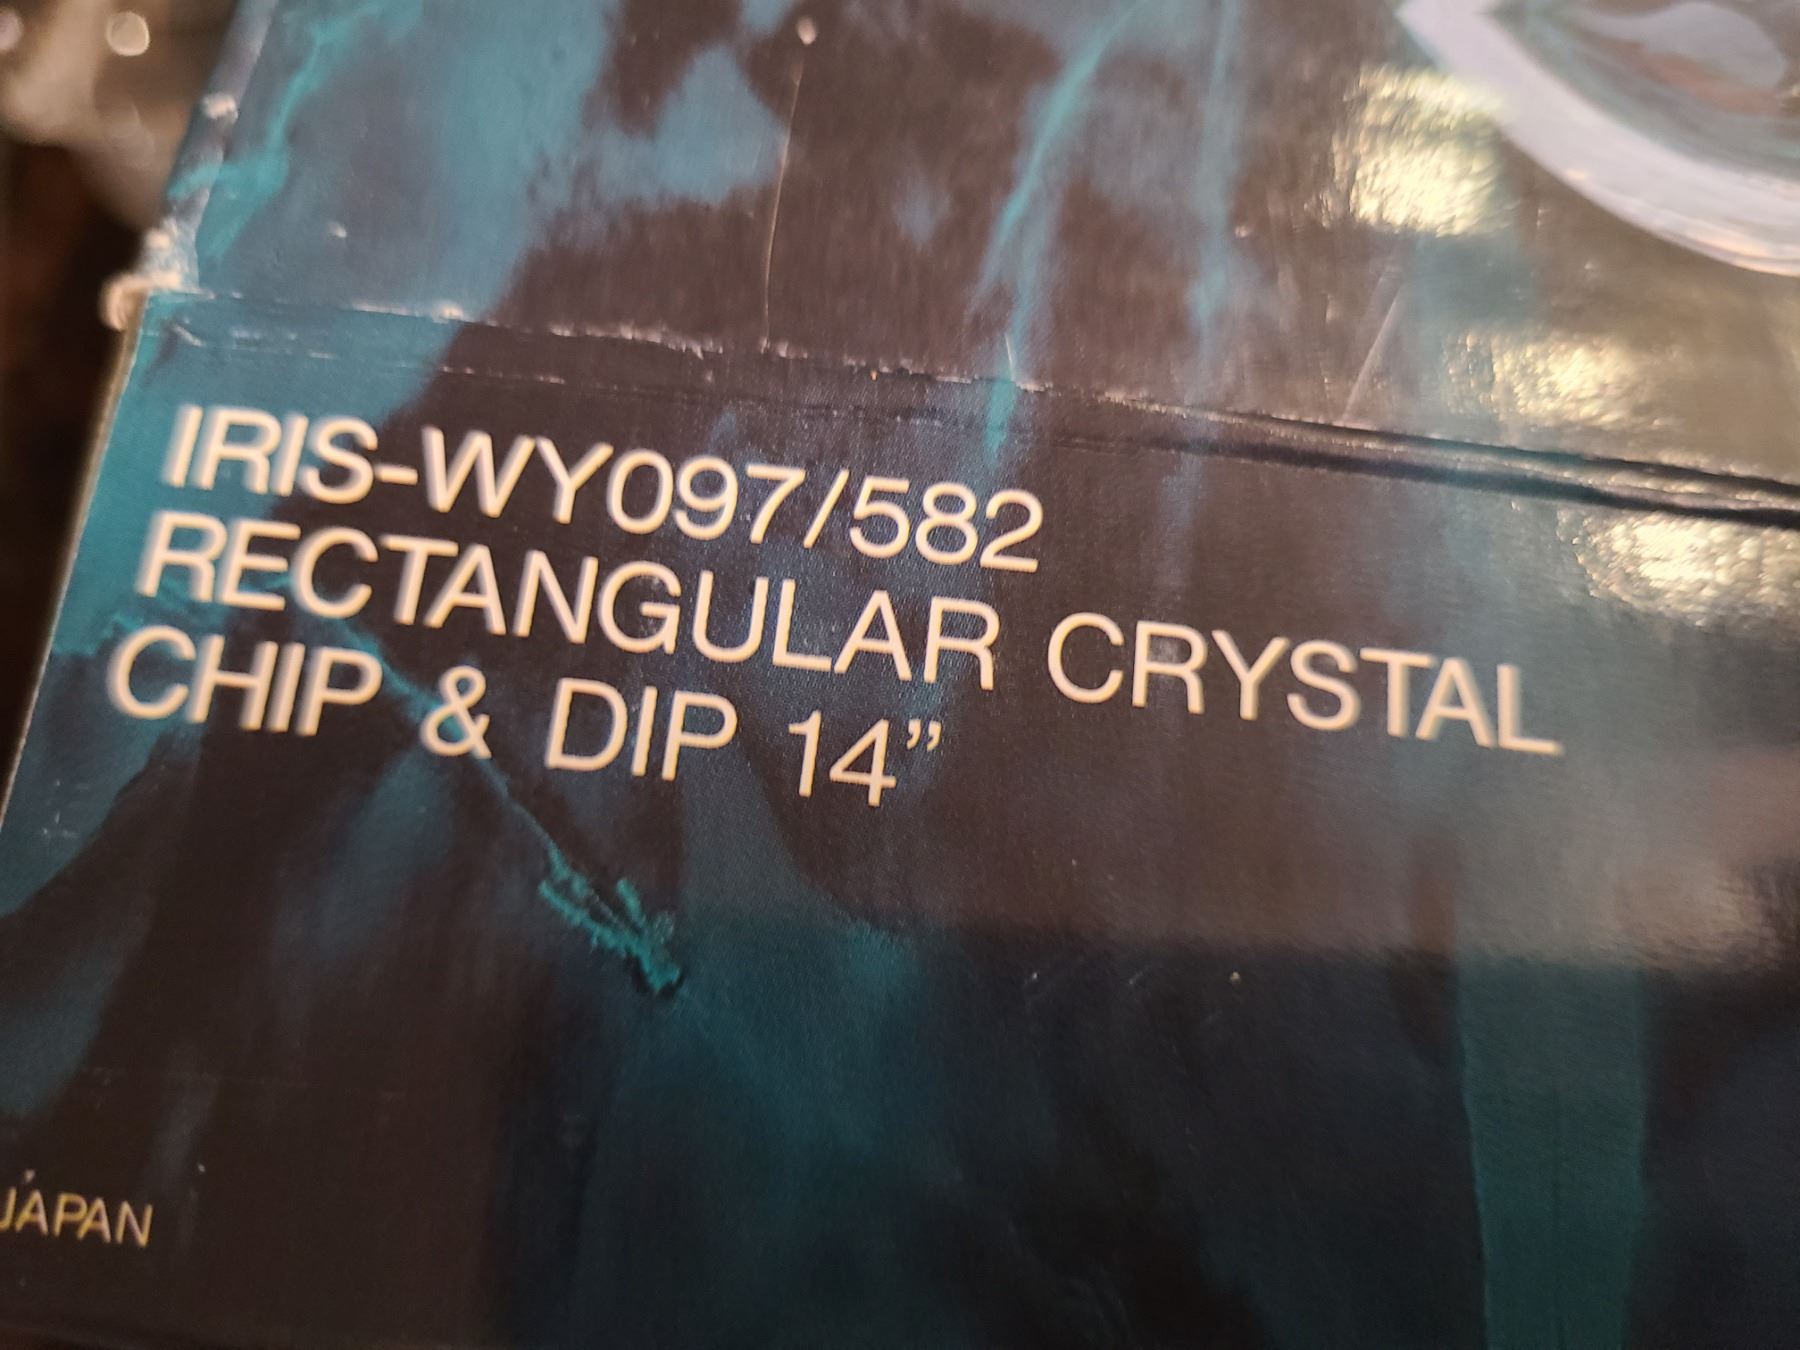 IRIS-WY097/582
RECTANGULAR CRYSTAL
CHIP & DIP 14”
JAPAN